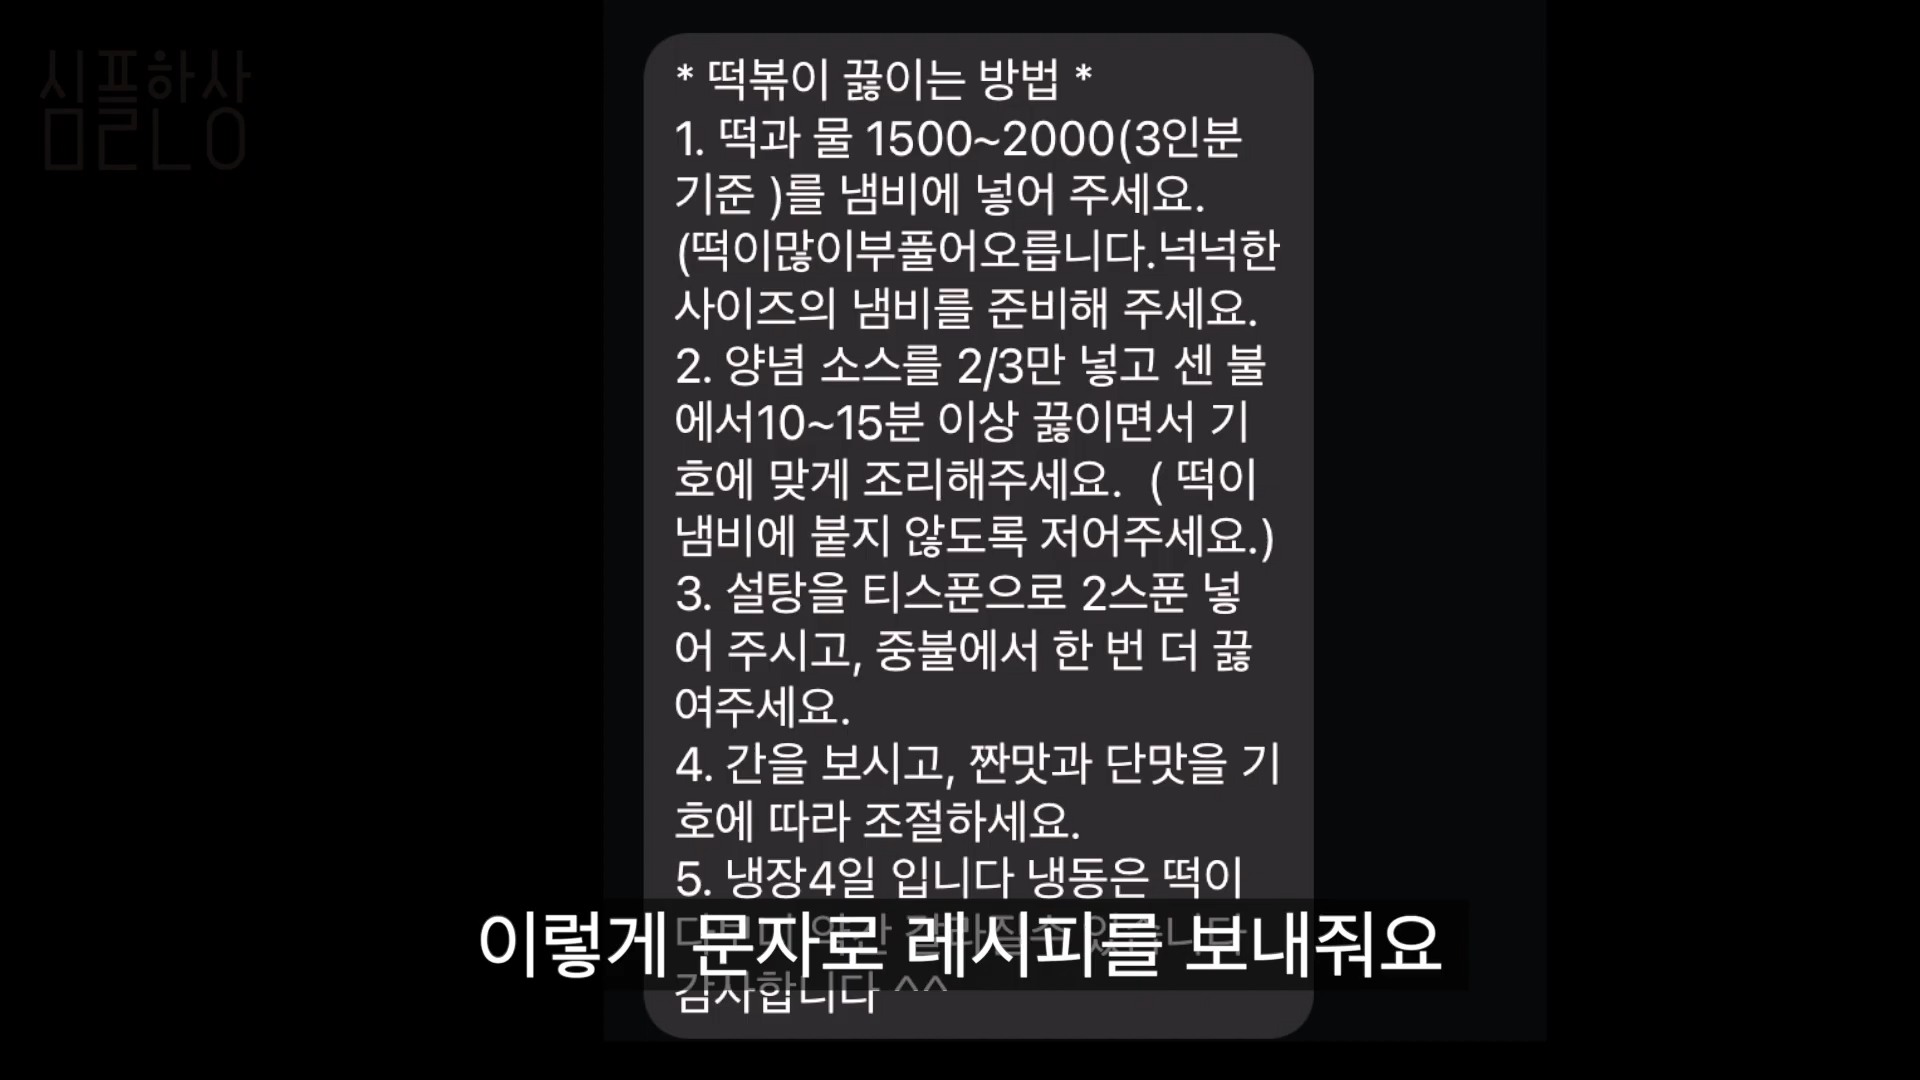 심플한상
* 떡볶이 끓이는 방법 *
1. 떡과 물 1500~2000(3인분
기준 )를 냄비에 넣어 주세요.
(떡이많이부풀어오릅니다.넉넉한
사이즈의 냄비를 준비해 주세요.
2. 양념 소스를 2/3만 넣고 센 불
에서10~15분 이상 끓이면서 기
호에 맞게 조리해주세요.  ( 떡이
냄비에 붙지 않도록 저어주세요.)
3. 설탕을 티스푼으로 2스푼 넣
어 주시고, 중불에서 한 번 더 끓
여주세요.
4. 간을 보시고, 짠맛과 단맛을 기
호에 따라 조절하세요.
5. 냉장4일 입니다 냉동은 떡이
갈라질수 있습니다
이렇게 문자로 레시피를 보내줘요
감사합니다 ^^